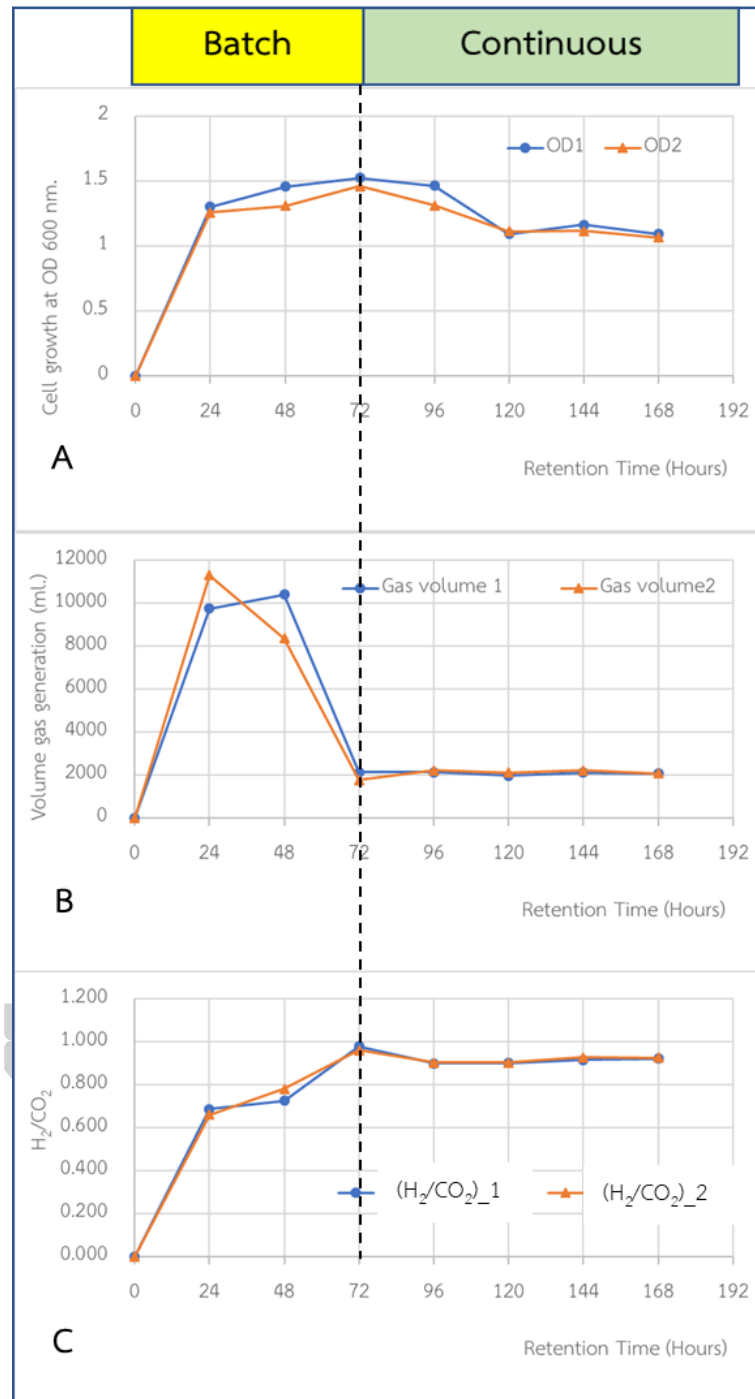 Batch Continuous
2
1.5
1
0.5
0
OD1 OD2
Cell growth at OD 600 nm.
0 24 48 72 96 120 144 168 192
A
Retention Time (Hours)
12000
10000
8000
6000
4000
2000
0
Gas volume 1 Gas volume2
Volume gas generation (ml.)
0 24 48 72 96 120 144 168 192
B
Retention Time (Hours)
1.200
1.000
0.800
0.600
0.400
0.200
0.000
H₂/CO₂
(H₂/CO₂)_1 (H₂/CO₂)_2
0 24 48 72 96 120 144 168 192
C
Retention Time (Hours)